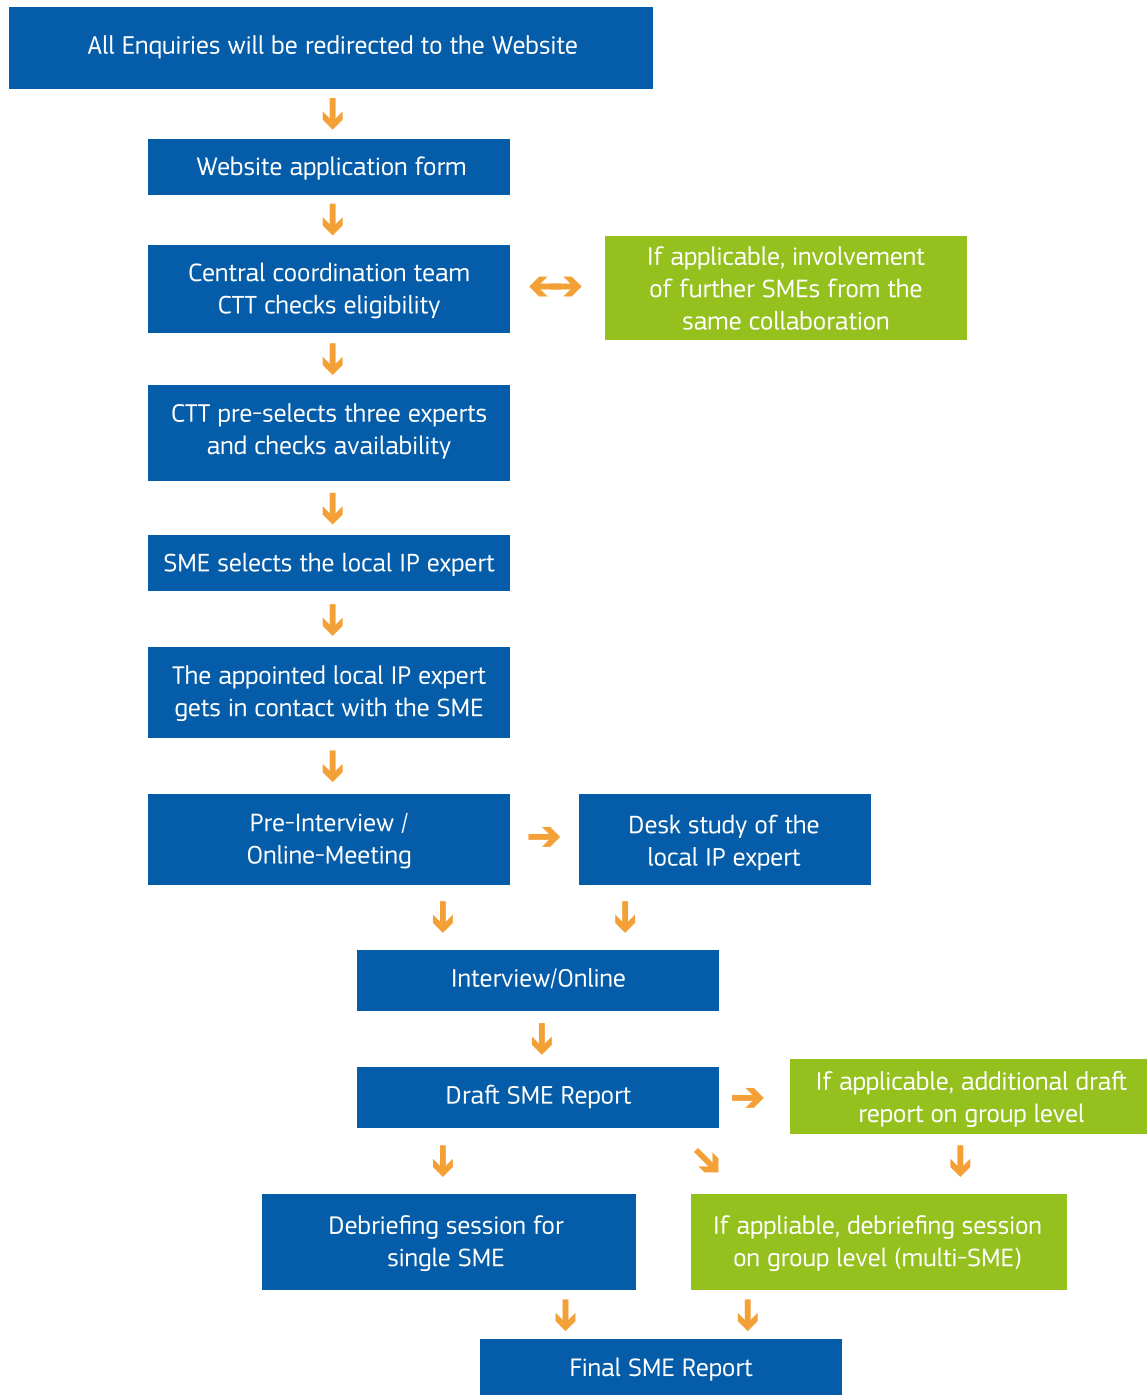 All Enquiries will be redirected to the Website
Website application form
Central coordination team
CTT checks eligibility
If applicable, involvement
of further SMEs from the
same collaboration
CTT pre-selects three experts
and checks availability
SME selects the local IP expert
The appointed local IP expert
gets in contact with the SME
Pre-Interview /
Online-Meeting
Desk study of the
local IP expert
Interview/Online
Draft SME Report
If applicable, additional draft
report on group level
Debriefing session for
single SME
If appliable, debriefing session
on group level (multi-SME)
Final SME Report